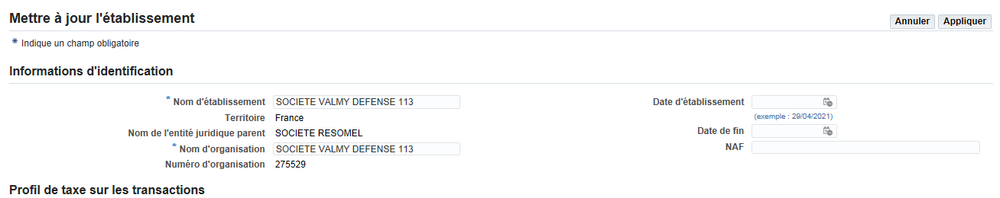 Mettre à jour l'établissement
Annuler Appliquer
* Indique un champ obligatoire
Informations d'identification
* Nom d'établissement SOCIETE VALMY DEFENSE 113
Territoire France
Nom de l'entité juridique parent SOCIETE RESOMEL
* Nom d'organisation SOCIETE VALMY DEFENSE 113
Numéro d'organisation 275529
Date d'établissement
(exemple : 29/04/2021)
Date de fin
NAF
Profil de taxe sur les transactions